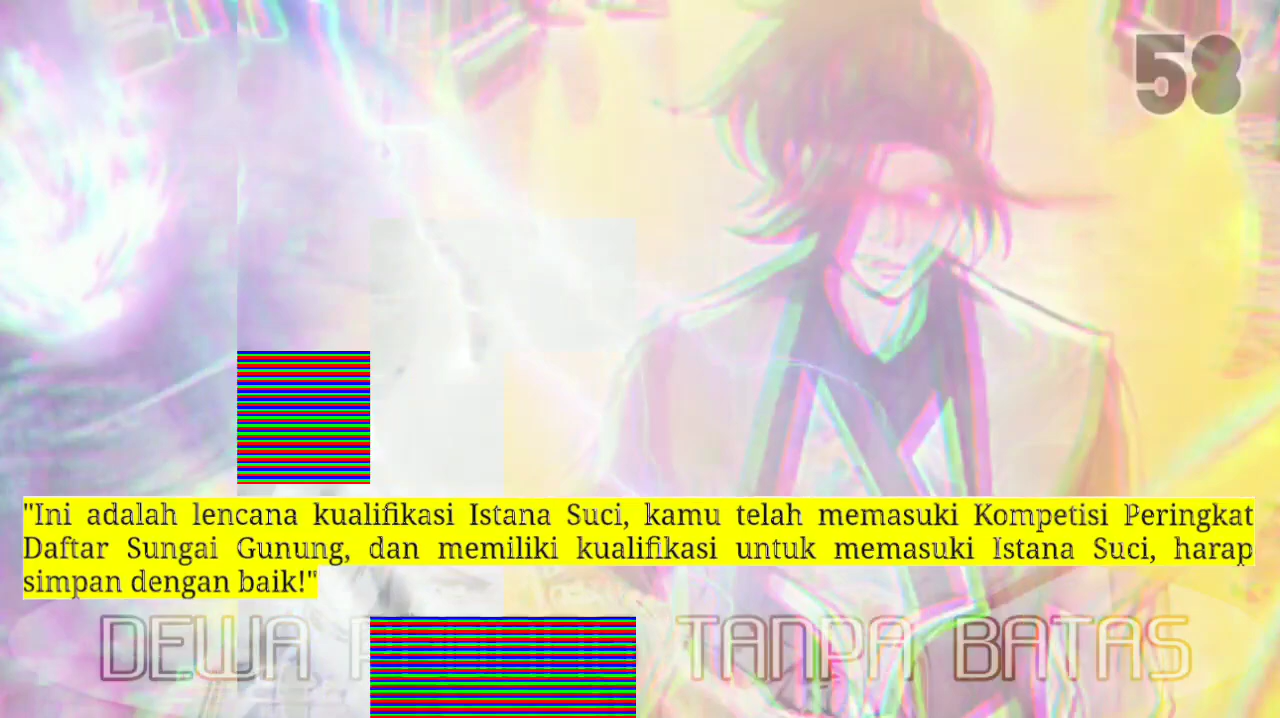 58
"Ini adalah lencana kualifikasi Istana Suci, kamu telah memasuki Kompetisi Peringkat
Daftar Sungai Gunung, dan memiliki kualifikasi untuk memasuki Istana Suci, harap
simpan dengan baik!"
DEWA TANPA BATAS